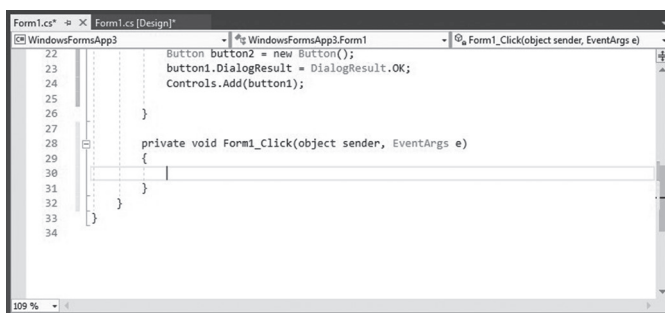 Form1.cs* Form1.cs [Design]*
C# WindowsFormsApp3 WindowsFormsApp3.Form1 Form1_Click(object sender, EventArgs e)
22 Button button2 = new Button();
23 button1.DialogResult = DialogResult.OK;
24 Controls.Add(button1);
25
26 }
27
28 private void Form1_Click(object sender, EventArgs e)
29 {
30
31 }
32 }
33 }
34
109 %